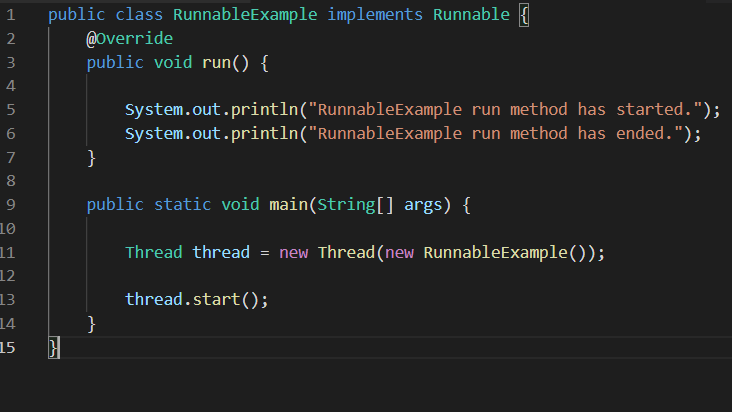 1 public class RunnableExample implements Runnable {
2     @Override
3     public void run() {
4
5         System.out.println("RunnableExample run method has started.");
6         System.out.println("RunnableExample run method has ended.");
7     }
8
9     public static void main(String[] args) {
10
11         Thread thread = new Thread(new RunnableExample());
12
13         thread.start();
14     }
15 }